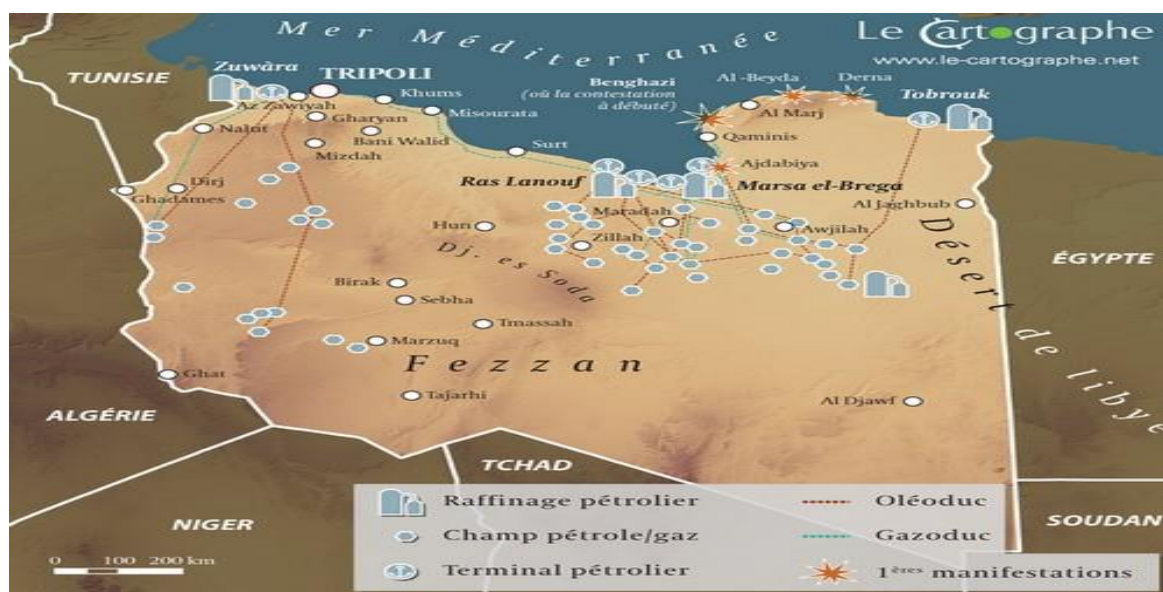 Le Cartographe
www.le-cartographe.net
Mer Méditerranée
TUNISIE
Zuwàra
TRIPOLI
Az Zawiyah
Khums
Misourata
Nalut
Gharyan
Bani Walid
Mizdah
Surt
Benghazi
(où la contestation
à débuté)
Al-Beyda
Derna
Tobrouk
Al Marj
Qaminis
Ajdabiya
Ras Lanouf
Marsa el-Brega
Ghadames
Dirj
Al Jaghbub
Hun
Maradah
Zillah
Awjilah
Dj. es Soda
Désert de libye
ÉGYPTE
Birak
Sebha
Tmassah
Marzuq
Fezzan
Ghat
Tajarhi
Al Djawf
ALGÉRIE
TCHAD
NIGER
SOUDAN
0 100 200 km
Raffinage pétrolier
Champ pétrole/gaz
Terminal pétrolier
Oléoduc
Gazoduc
1ères manifestations